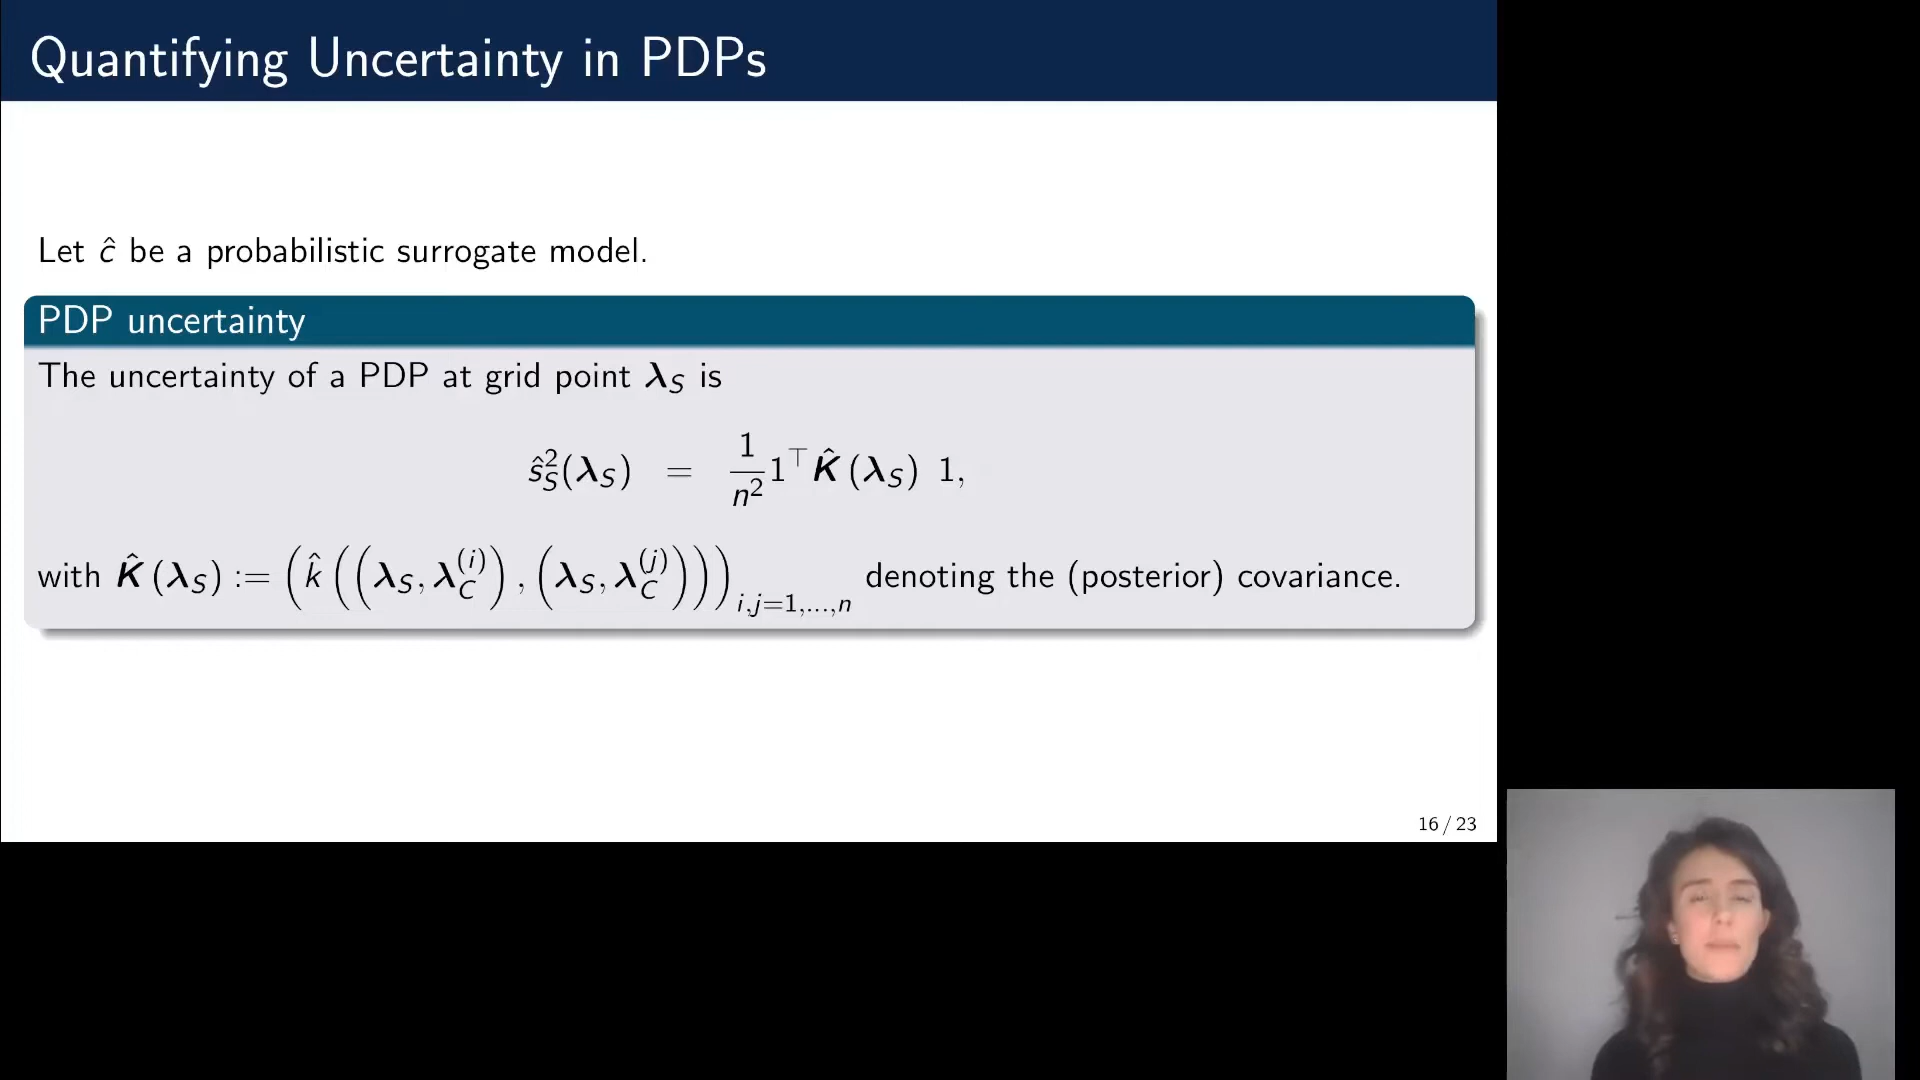 Quantifying Uncertainty in PDPs
Let ĉ be a probabilistic surrogate model.
PDP uncertainty
The uncertainty of a PDP at grid point λ_S is
ŝ²_S(λ_S) = 1/n² 1^⊤ K̂ (λ_S) 1,
with K̂ (λ_S) := (k̂ ((λ_S, λ_C^(i)), (λ_S, λ_C^(j))))_{i,j=1,...,n} denoting the (posterior) covariance.
16 / 23